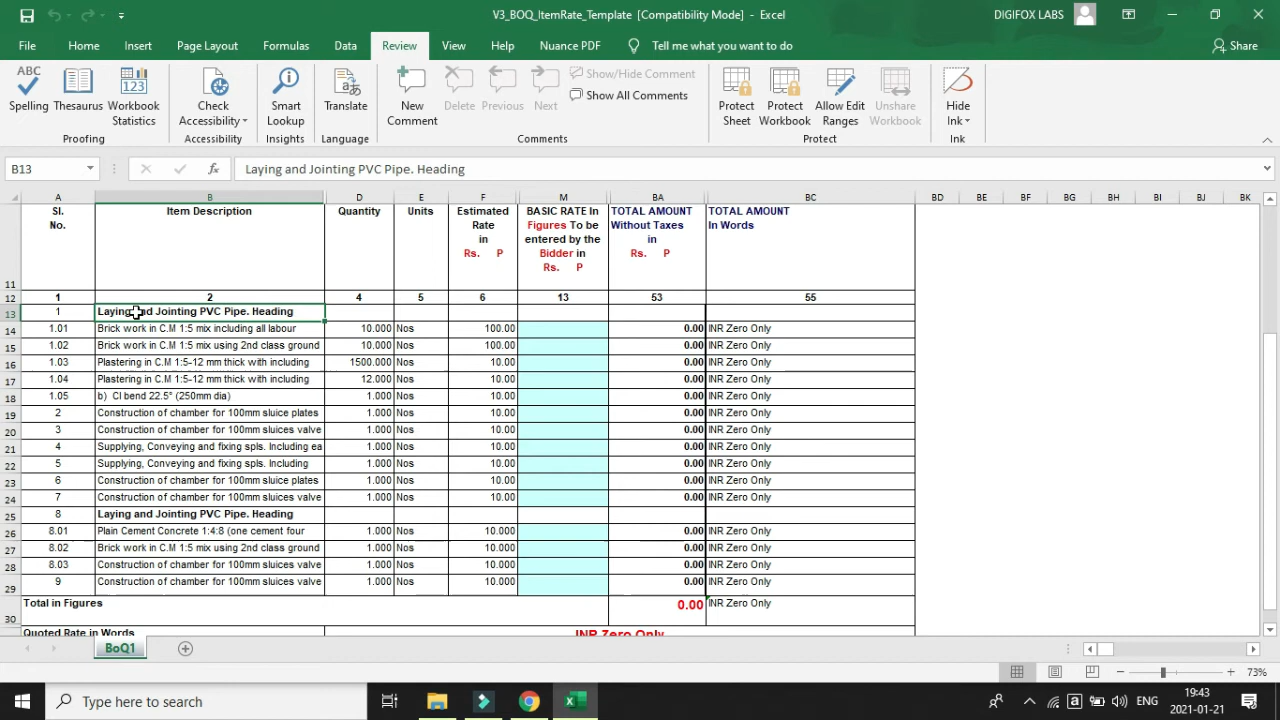 V3_BOQ_ItemRate_Template [Compatibility Mode] - Excel
DIGIFOX LABS
File Home Insert Page Layout Formulas Data Review View Help Nuance PDF Tell me what you want to do Share
ABC
Spelling
Thesaurus
123
Workbook
Statistics
Proofing
Check
Accessibility
Accessibility
Smart
Lookup
Insights
Translate
Language
New
Comment
Delete
Previous
Next
Show/Hide Comment
Show All Comments
Comments
Protect
Sheet
Protect
Workbook
Allow Edit
Ranges
Unshare
Workbook
Protect
Hide
Ink
Ink
B13 fx Laying and Jointing PVC Pipe. Heading
A B D E F M BA BC BD BE BF BG BH BI BJ BK
11
Sl.
No.
Item Description
Quantity
Units
Estimated
Rate
in
Rs. P
BASIC RATE In
Figures To be
entered by the
Bidder in
Rs. P
TOTAL AMOUNT
Without Taxes
in
Rs. P
TOTAL AMOUNT
In Words
12 1 2 4 5 6 13 53 55
13 1 Laying and Jointing PVC Pipe. Heading
14 1.01 Brick work in C.M 1:5 mix including all labour 10.000 Nos 100.00 0.00 INR Zero Only
15 1.02 Brick work in C.M 1:5 mix using 2nd class ground 10.000 Nos 100.00 0.00 INR Zero Only
16 1.03 Plastering in C.M 1:5-12 mm thick with including 1500.000 Nos 10.00 0.00 INR Zero Only
17 1.04 Plastering in C.M 1:5-12 mm thick with including 12.000 Nos 10.00 0.00 INR Zero Only
18 1.05 b) CI bend 22.5° (250mm dia) 1.000 Nos 10.00 0.00 INR Zero Only
19 2 Construction of chamber for 100mm sluice plates 1.000 Nos 10.00 0.00 INR Zero Only
20 3 Construction of chamber for 100mm sluices valve 1.000 Nos 10.00 0.00 INR Zero Only
21 4 Supplying, Conveying and fixing spls. Including ea 1.000 Nos 10.00 0.00 INR Zero Only
22 5 Supplying, Conveying and fixing spls. Including 1.000 Nos 10.00 0.00 INR Zero Only
23 6 Construction of chamber for 100mm sluice plates 1.000 Nos 10.00 0.00 INR Zero Only
24 7 Construction of chamber for 100mm sluices valve 1.000 Nos 10.00 0.00 INR Zero Only
25 8 Laying and Jointing PVC Pipe. Heading
26 8.01 Plain Cement Concrete 1:4:8 (one cement four 1.000 Nos 10.000 0.00 INR Zero Only
27 8.02 Brick work in C.M 1:5 mix using 2nd class ground 1.000 Nos 10.000 0.00 INR Zero Only
28 8.03 Construction of chamber for 100mm sluices valve 1.000 Nos 10.000 0.00 INR Zero Only
29 9 Construction of chamber for 100mm sluices valve 1.000 Nos 10.000 0.00 INR Zero Only
30 Total in Figures 0.00 INR Zero Only
Quoted Rate in Words INR Zero Only
BoQ1
73%
Type here to search
ENG
19:43
2021-01-21